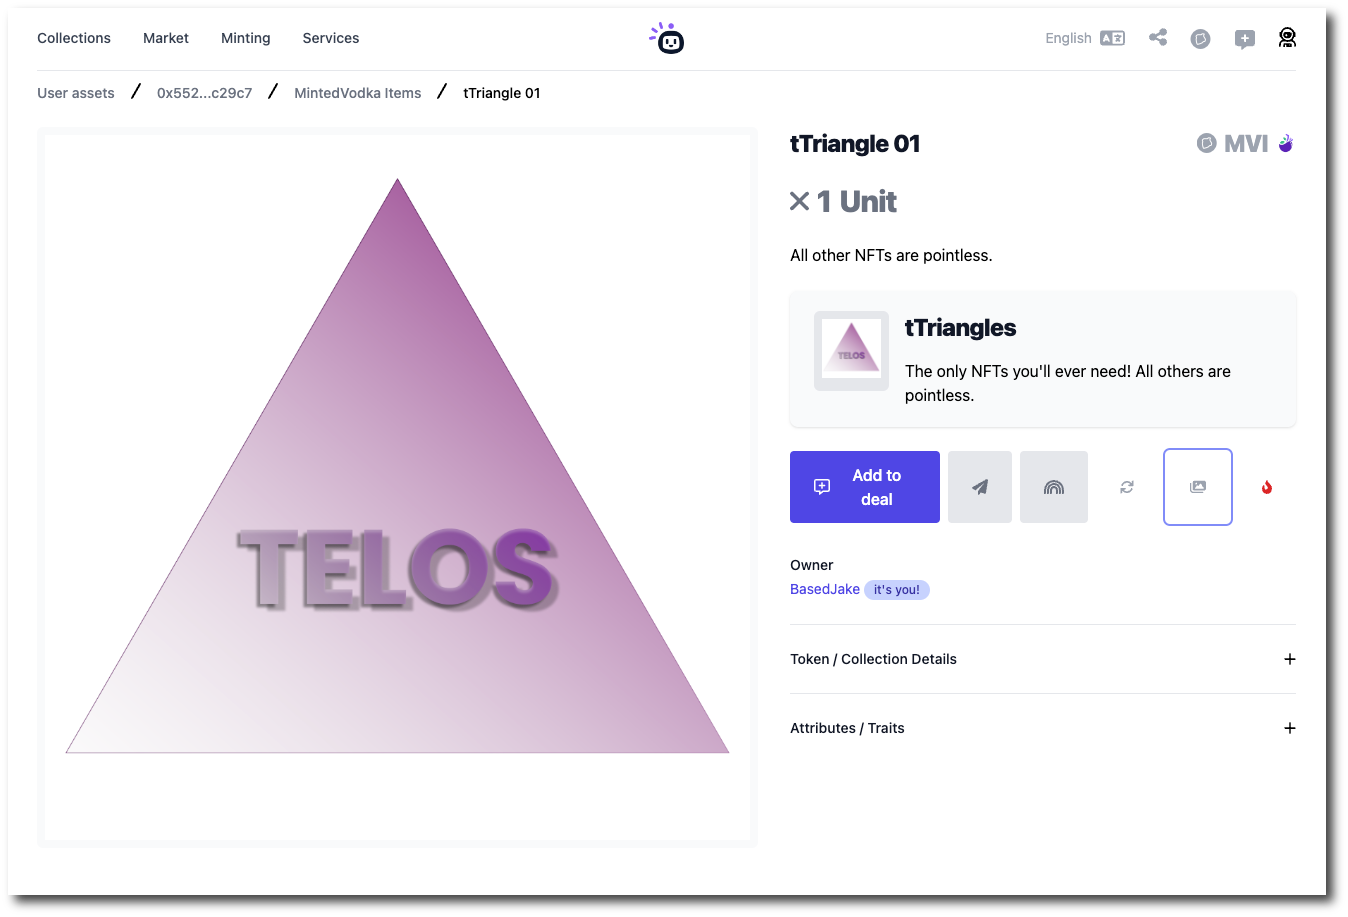 Collections Market Minting Services
English
User assets / 0x552...c29c7 / MintedVodka Items / tTriangle 01
tTriangle 01
MVI
× 1 Unit
All other NFTs are pointless.
TELOS
tTriangles
The only NFTs you'll ever need! All others are
pointless.
TELOS
Add to
deal
Owner
BasedJake it's you!
Token / Collection Details +
Attributes / Traits +